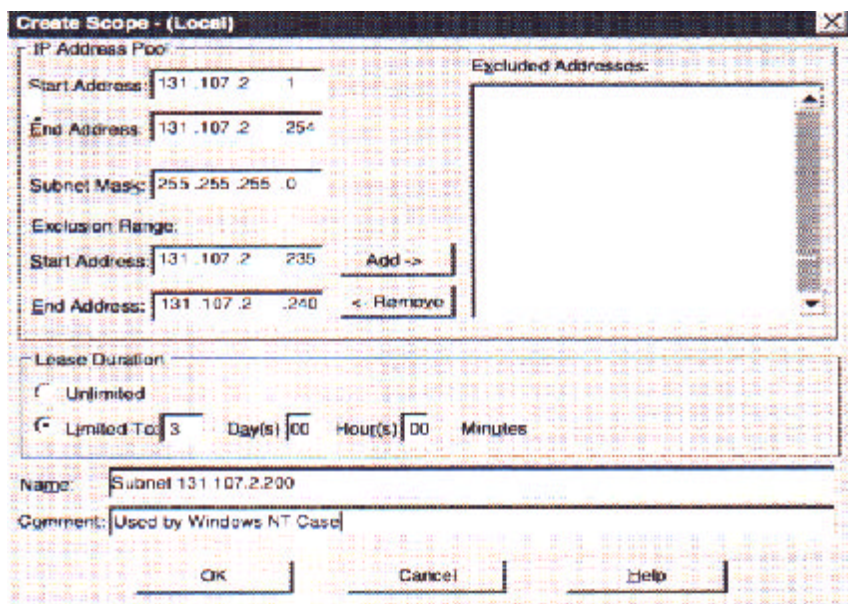 Create Scope - (Local)
IP Address Pool
Start Address: 131 .107 .2 1
End Address: 131 .107 .2 .254
Subnet Mask: 255 .255 .255 .0
Exclusion Range:
Start Address: 131 .107 .2 235
Add ->
End Address: 131 .107 .2 .240
<- Remove
Excluded Addresses:
Lease Duration
Unlimited
Limited To: 3 Day(s) 00 Hour(s) 00 Minutes
Name: Subnet 131 107.2.200
Comment: Used by Windows NT Case
OK
Cancel
Help